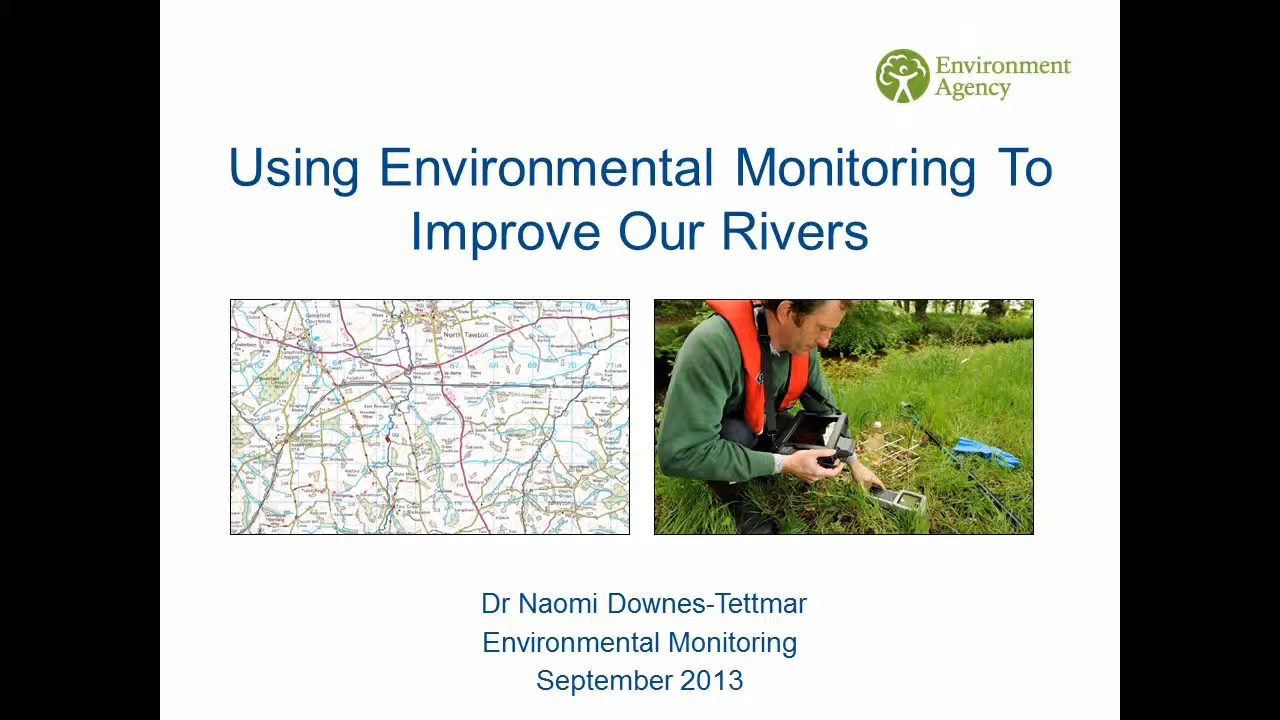 Environment
Agency
Using Environmental Monitoring To
Improve Our Rivers
North Tawton
Dr Naomi Downes-Tettmar
Environmental Monitoring
September 2013